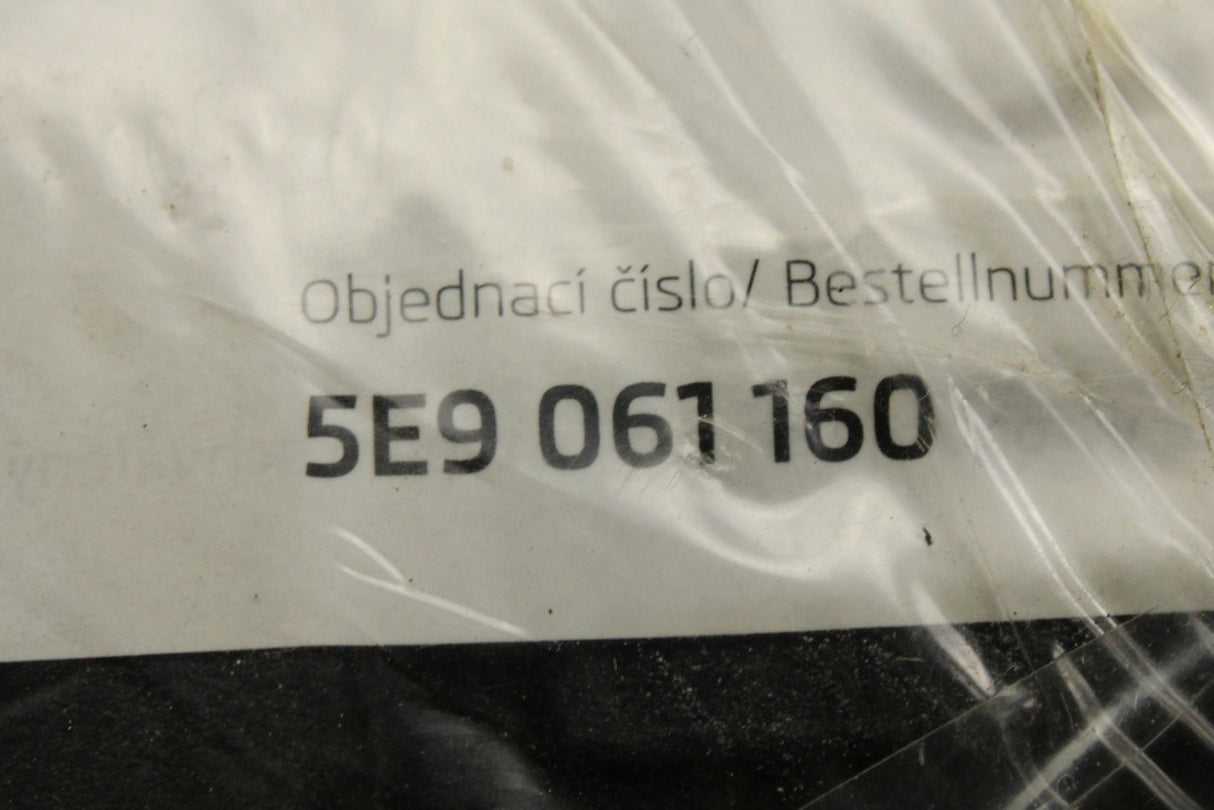 Objednací číslo/ Bestellnummer
5E9 061 160